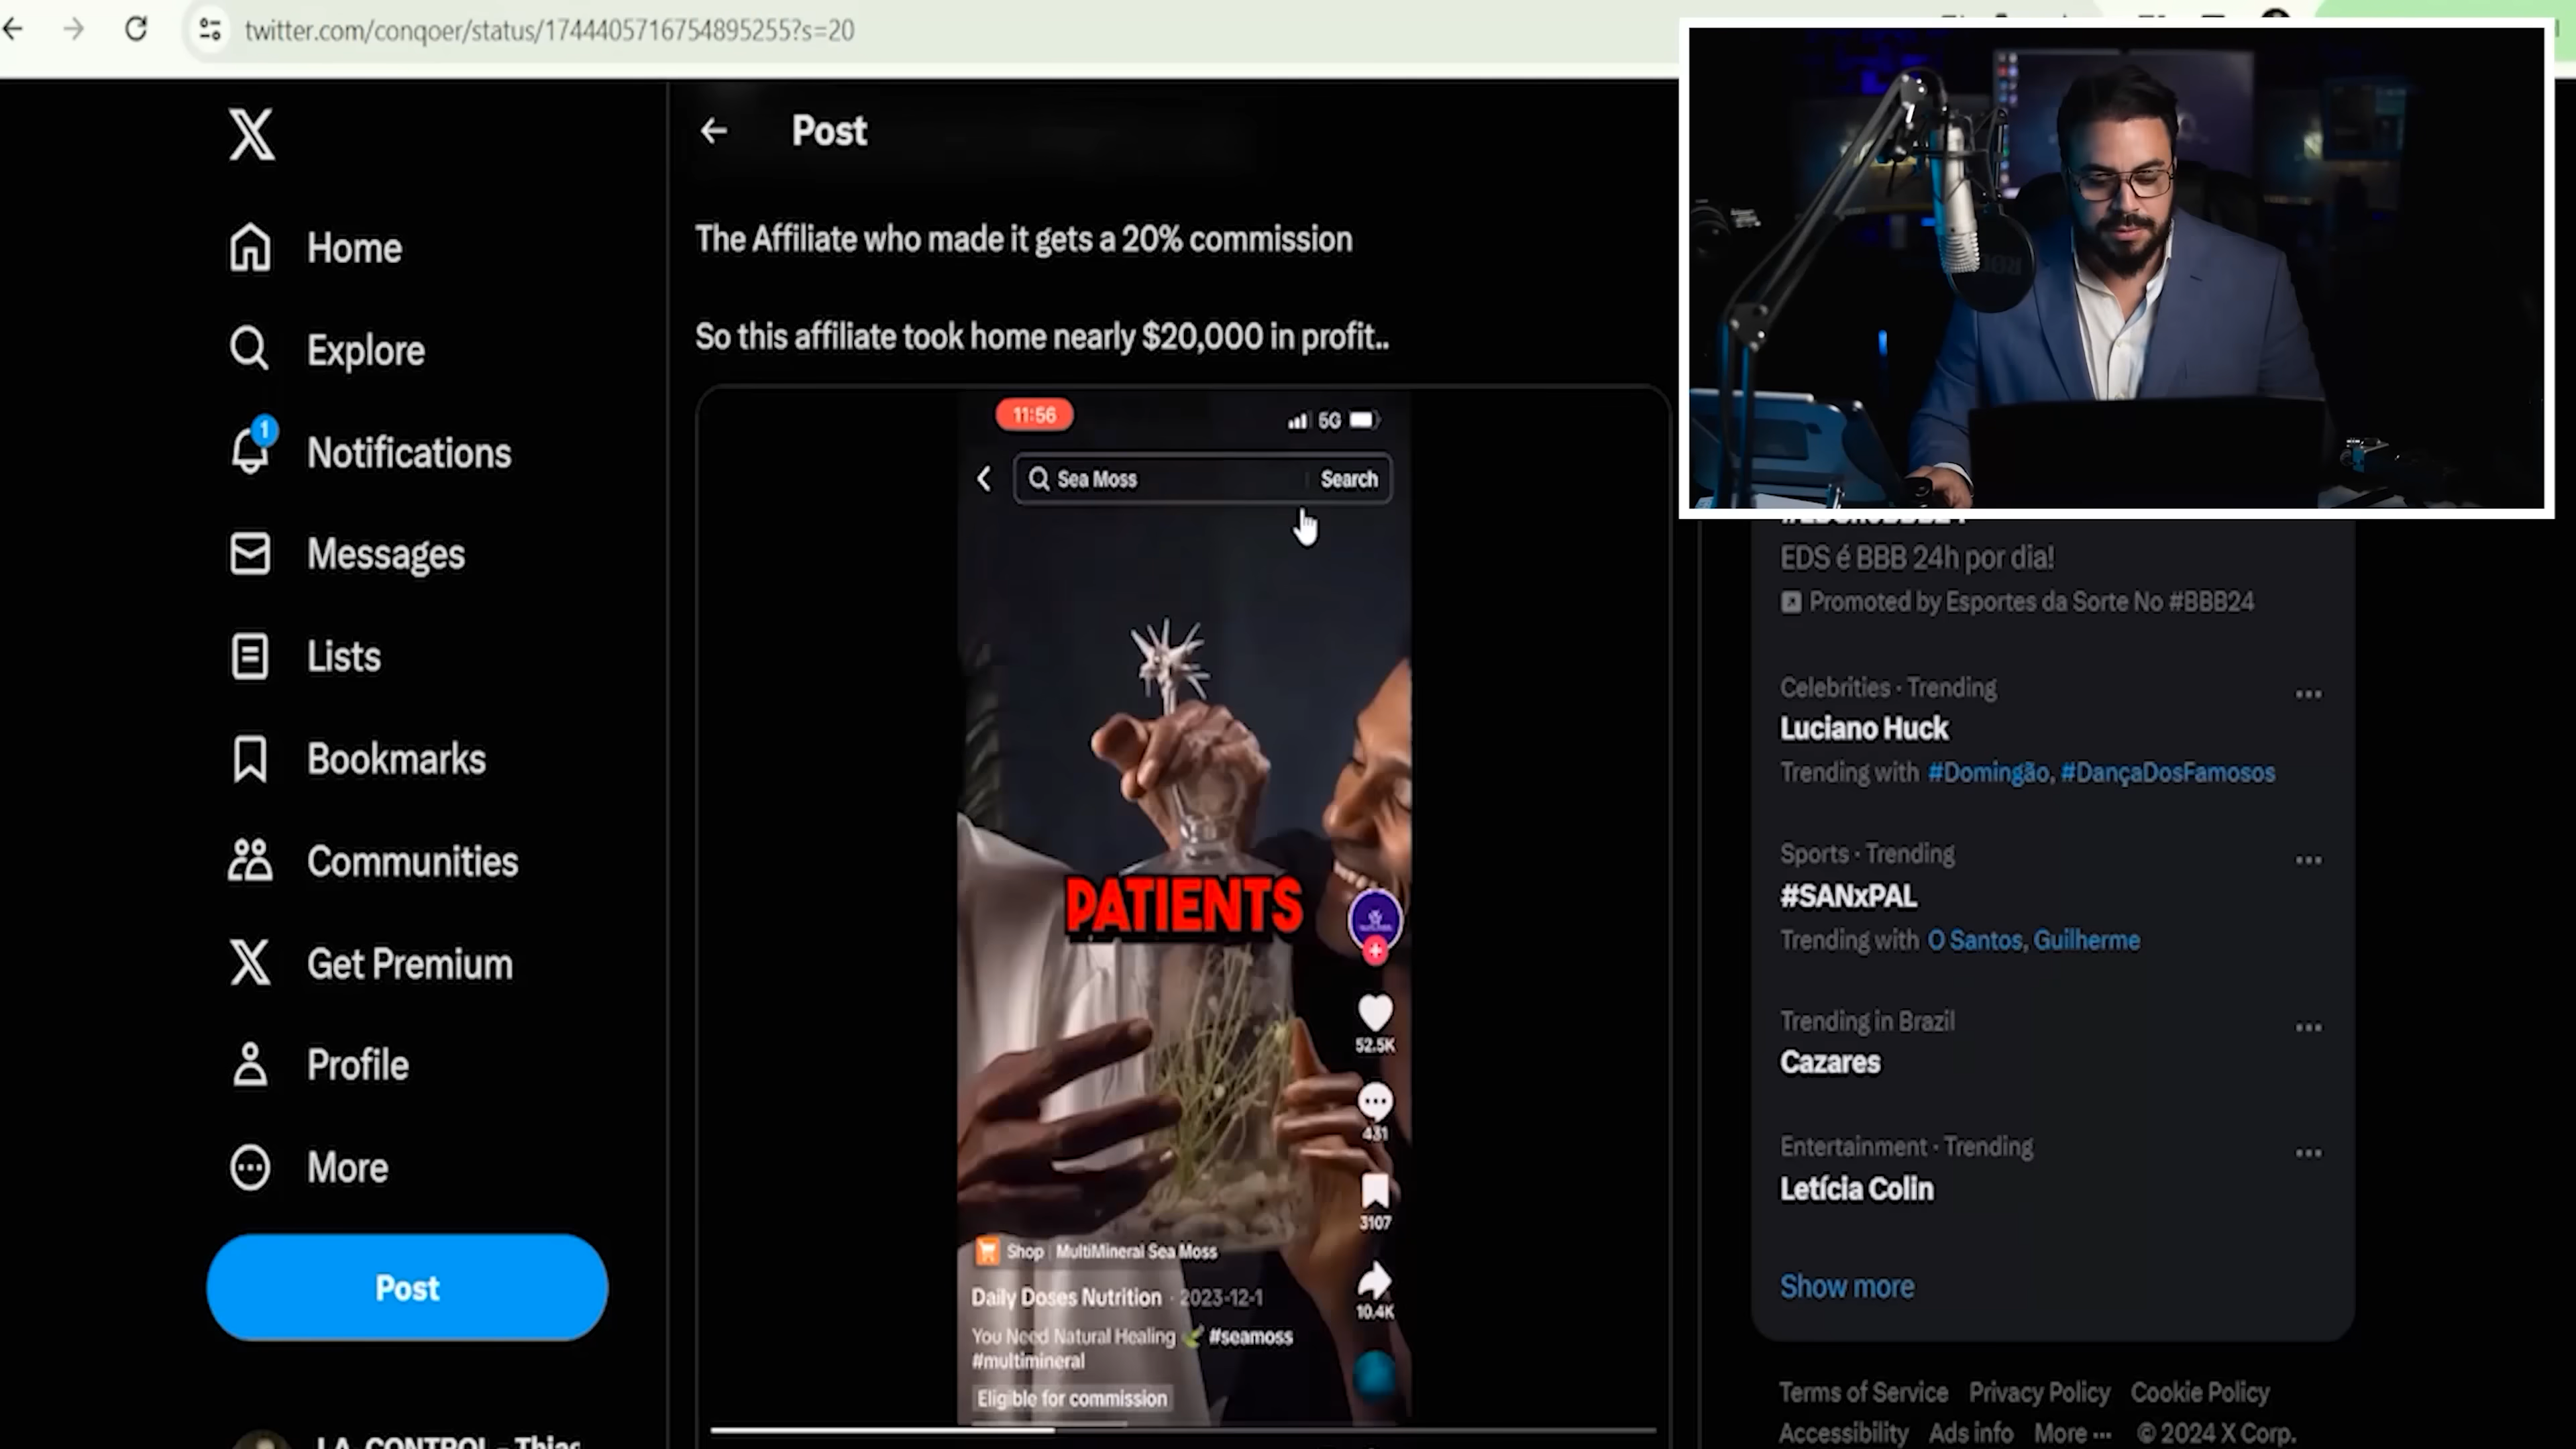 twitter.com/conqoer/status/1744405716754895255?s=20
X
Home
Explore
1
Notifications
Messages
Lists
Bookmarks
Communities
Get Premium
Profile
More
Post
Post
The Affiliate who made it gets a 20% commission
So this affiliate took home nearly $20,000 in profit..
11:56
5G
Sea Moss
Search
PATIENTS
52.5K
431
3107
10.4K
Shop | MultiMineral Sea Moss
Daily Doses Nutrition · 2023-12-1
You Need Natural Healing #seamoss
#multimineral
Eligible for commission
EDS é BBB 24h por dia!
Promoted by Esportes da Sorte No #BBB24
Celebrities · Trending
Luciano Huck
Trending with #Domingão, #DançaDosFamosos
Sports · Trending
#SANxPAL
Trending with O Santos, Guilherme
Trending in Brazil
Cazares
Entertainment · Trending
Letícia Colin
Show more
Terms of Service Privacy Policy Cookie Policy
Accessibility Ads info More ··· © 2024 X Corp.